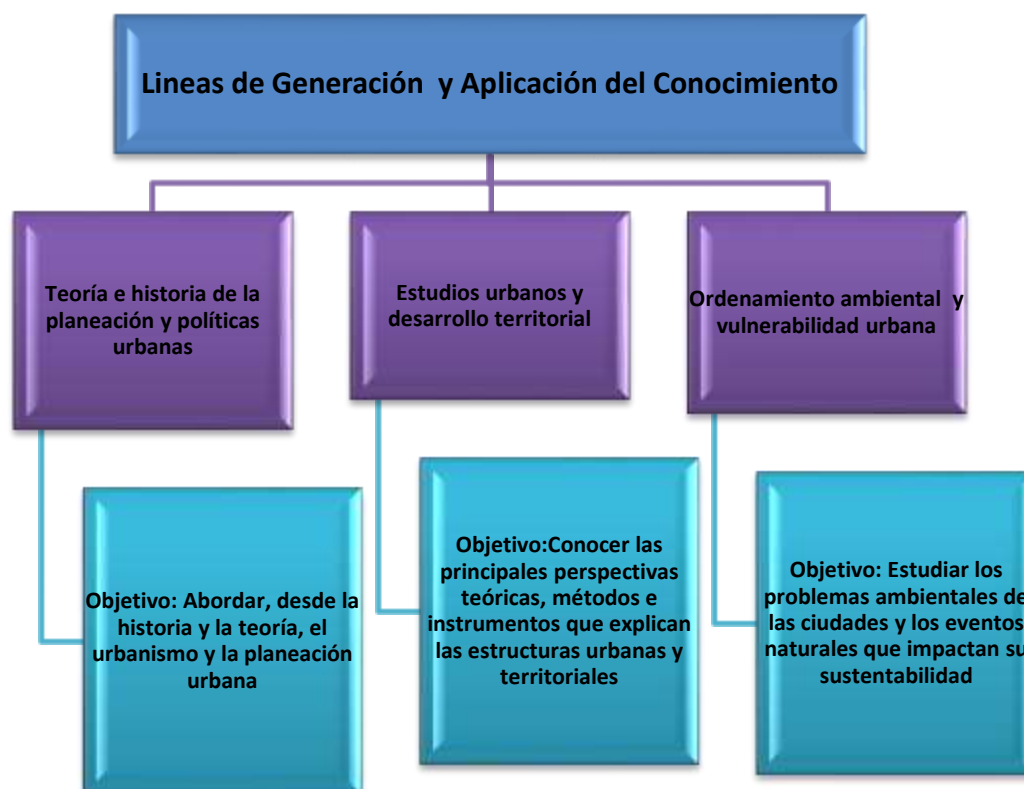 Lineas de Generación y Aplicación del Conocimiento
Teoría e historia de la
planeación y políticas
urbanas
Estudios urbanos y
desarrollo territorial
Ordenamiento ambiental y
vulnerabilidad urbana
Objetivo: Abordar, desde la
historia y la teoría, el
urbanismo y la planeación
urbana
Objetivo:Conocer las
principales perspectivas
teóricas, métodos e
instrumentos que explican
las estructuras urbanas y
territoriales
Objetivo: Estudiar los
problemas ambientales de
las ciudades y los eventos
naturales que impactan su
sustentabilidad